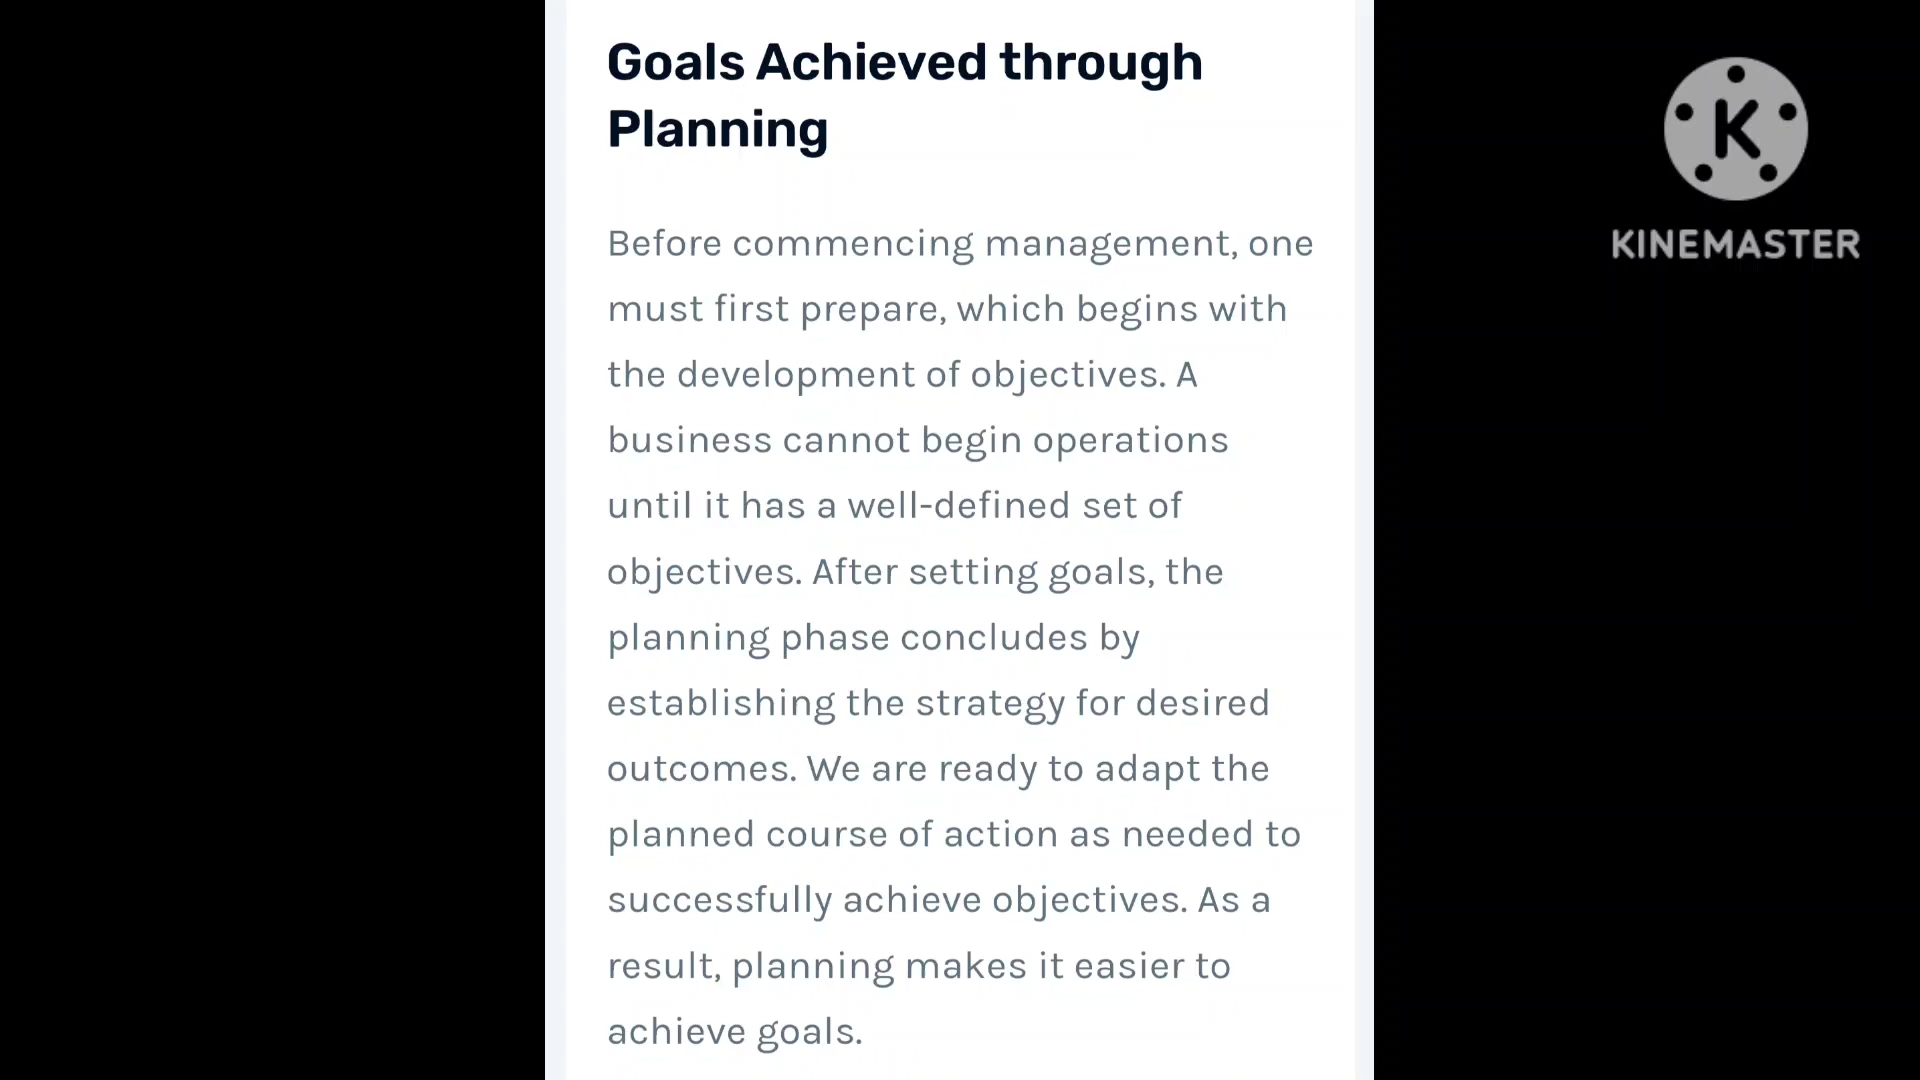 Goals Achieved through
Planning
Before commencing management, one
must first prepare, which begins with
the development of objectives. A
business cannot begin operations
until it has a well-defined set of
objectives. After setting goals, the
planning phase concludes by
establishing the strategy for desired
outcomes. We are ready to adapt the
planned course of action as needed to
successfully achieve objectives. As a
result, planning makes it easier to
achieve goals.
K
KINEMASTER